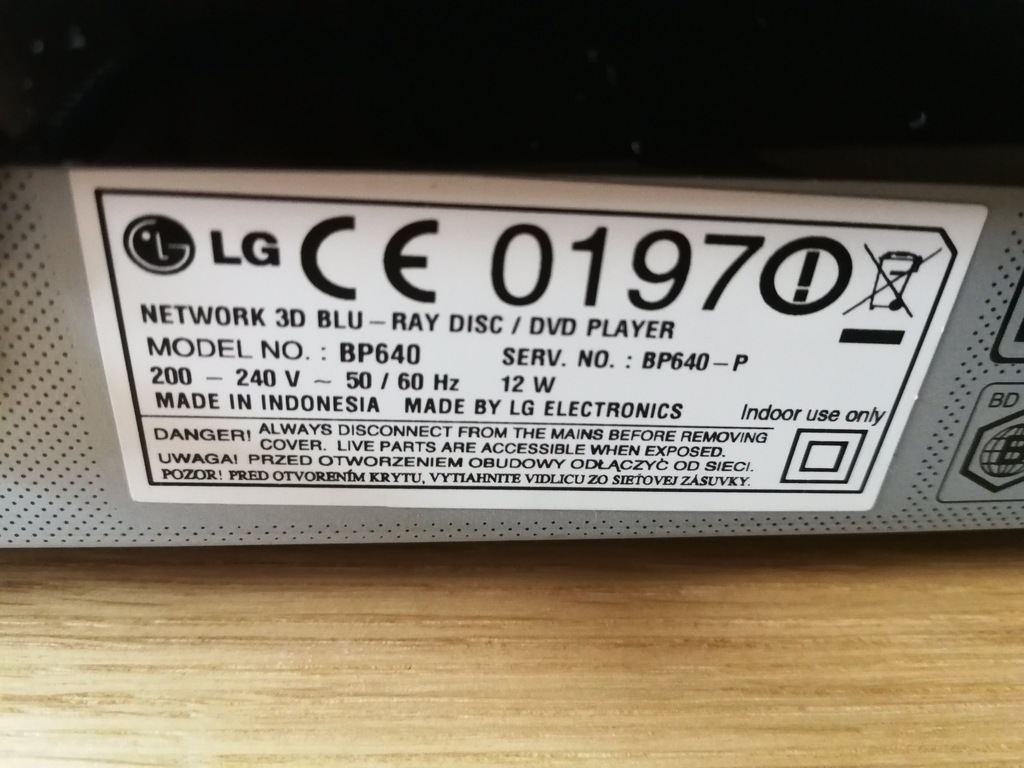 LG CE 0197
NETWORK 3D BLU-RAY DISC / DVD PLAYER
MODEL NO. : BP640 SERV. NO. : BP640-P
200 - 240 V ~ 50 / 60 Hz 12 W
MADE IN INDONESIA MADE BY LG ELECTRONICS
Indoor use only
DANGER! ALWAYS DISCONNECT FROM THE MAINS BEFORE REMOVING
COVER. LIVE PARTS ARE ACCESSIBLE WHEN EXPOSED.
UWAGA! PRZED OTWORZENIEM OBUDOWY ODŁĄCZYĆ OD SIECI.
POZOR! PRED OTVORENÍM KRYTU, VYTIAHNITE VIDLICU ZO SIEŤOVEJ ZÁSUVKY.
BD
B